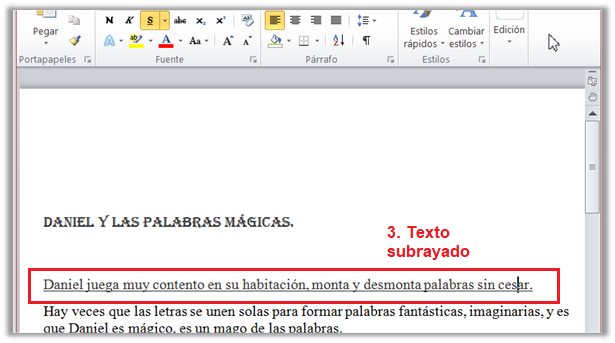 Pegar
N K S abc x₂ x²
A ab A Aa A A
Estilos rápidos
Cambiar estilos
Edición
Portapapeles
Fuente
Párrafo
Estilos
DANIEL Y LAS PALABRAS MÁGICAS.
3. Texto
subrayado
Daniel juega muy contento en su habitación, monta y desmonta palabras sin cesar.
Hay veces que las letras se unen solas para formar palabras fantásticas, imaginarias, y es
que Daniel es mágico, es un mago de las palabras.